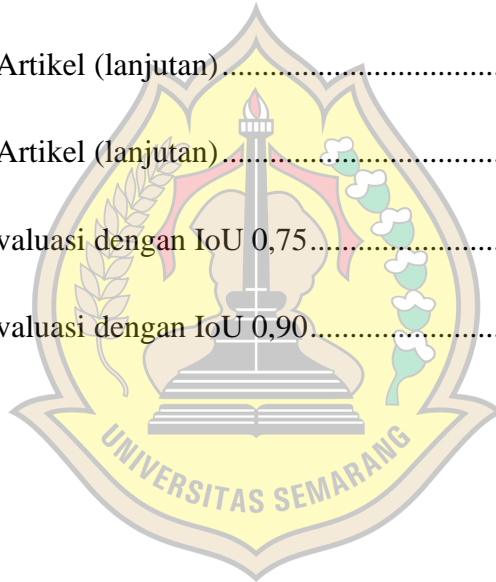 Artikel (lanjutan)................................
Artikel (lanjutan)................................
valuasi dengan IoU 0,75......................
valuasi dengan IoU 0,90......................
UNIVERSITAS SEMARANG